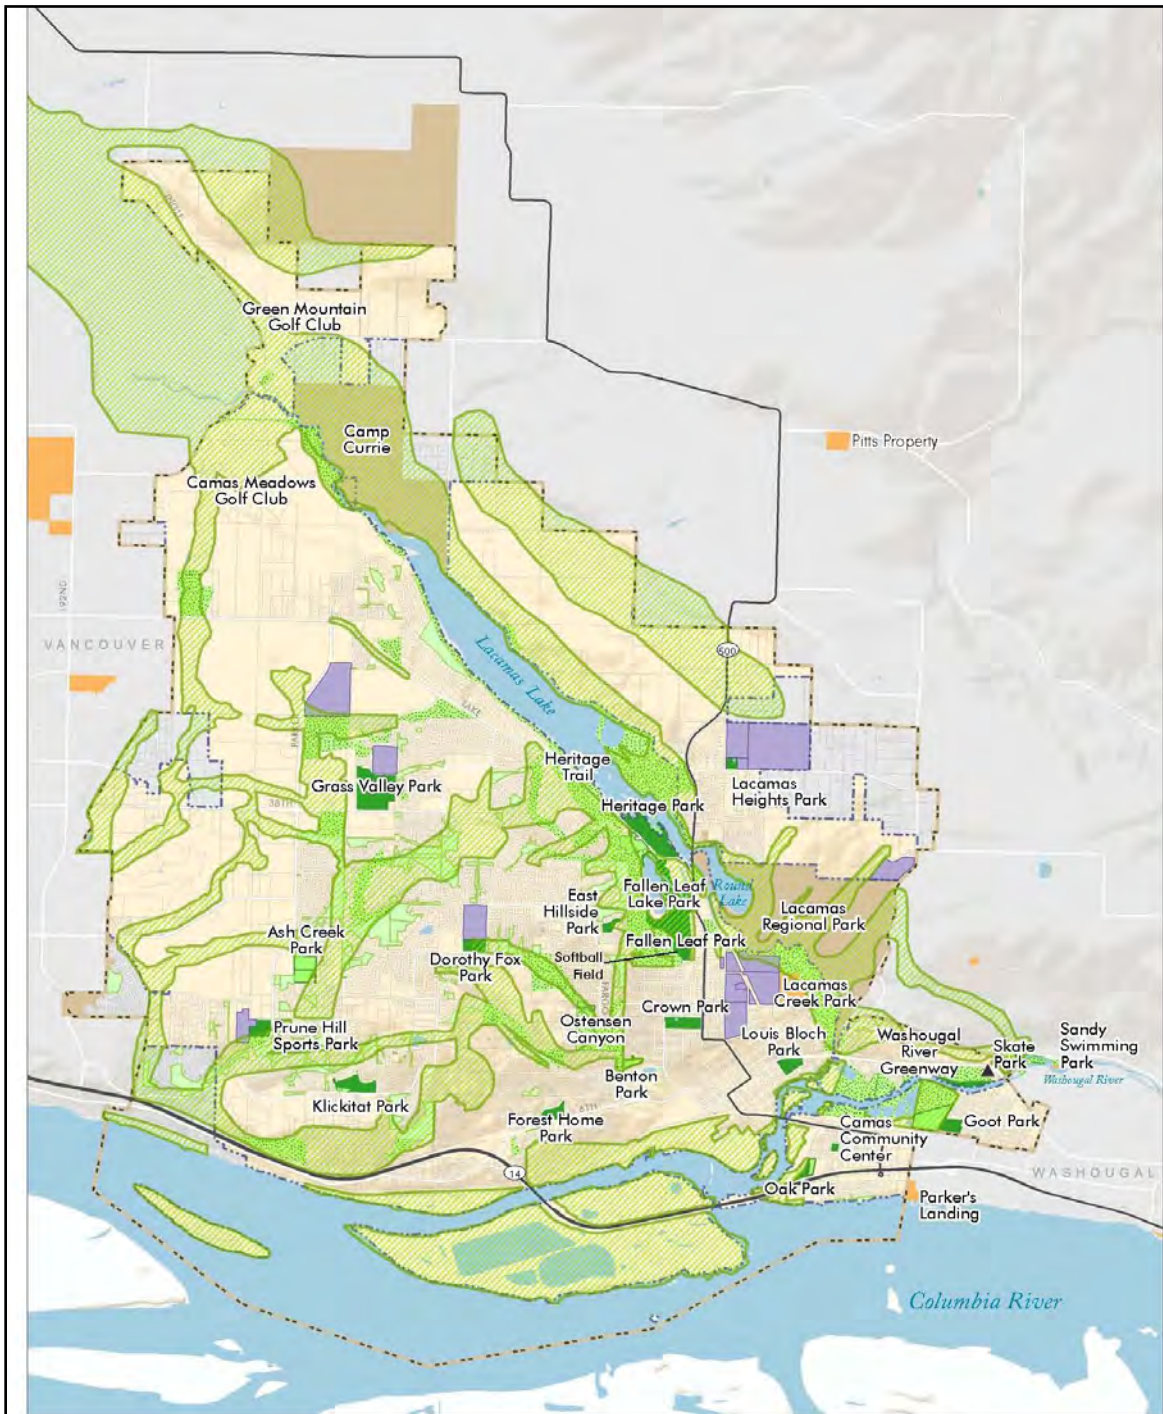 Green Mountain
Golf Club
Camp
Currie
Pitts Property
Camas Meadows
Golf Club
192ND
VANCOUVER
Lacamas Lake
500
LAKE
Heritage
Trail
Grass Valley Park
38TH
Lacamas
Heights Park
Heritage Park
Fallen Leaf
Lake Park
Round
Lake
East
Hillside
Park
Lacamas
Regional Park
Ash Creek
Park
Fallen Leaf Park
Dorothy Fox
Park
Softball
Field
FARGO
Lacamas
Creek Park
Crown Park
Ostensen
Canyon
Prune Hill
Sports Park
Louis Bloch
Park
Washougal
River
Greenway
Skate
Park
Sandy
Swimming
Park
Washougal River
Benton
Park
Klickitat Park
6TH
Forest Home
Park
Goot Park
Camas
Community
Center
14
WASHOUGAL
Oak Park
Parker's
Landing
Columbia River